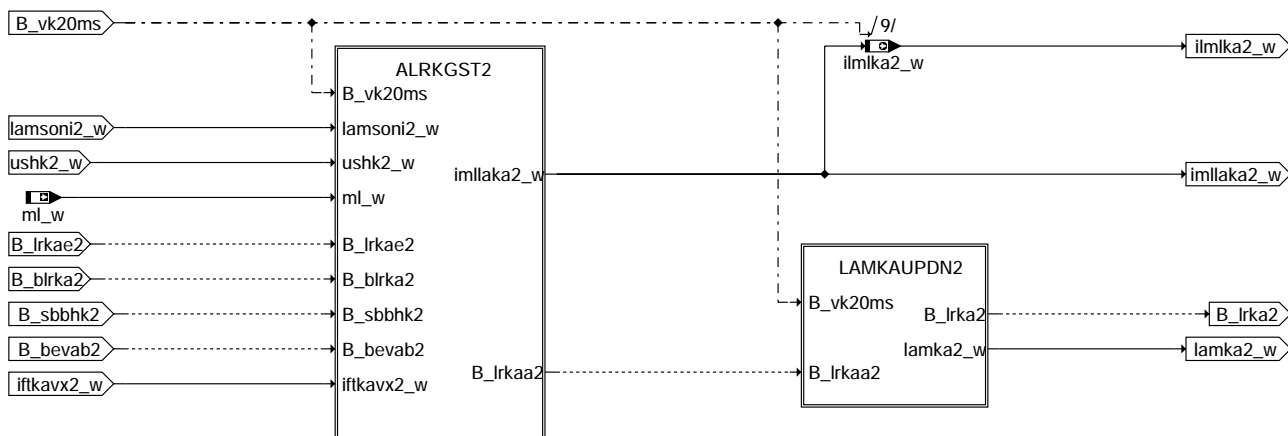 B_vk20ms
/9/
ilmlka2_w
ilmlka2_w
ALRKGST2
B_vk20ms
lamsoni2_w
lamsoni2_w
ushk2_w
ushk2_w
imllaka2_w
imllaka2_w
ml_w
ml_w
B_lrkae2
B_lrkae2
B_blrka2
B_blrka2
LAMKAUPDN2
B_vk20ms
B_sbbhk2
B_sbbhk2
B_lrka2
B_lrka2
B_bevab2
B_bevab2
lamka2_w
lamka2_w
iftkavx2_w
iftkavx2_w
B_lrkaa2
B_lrkaa2